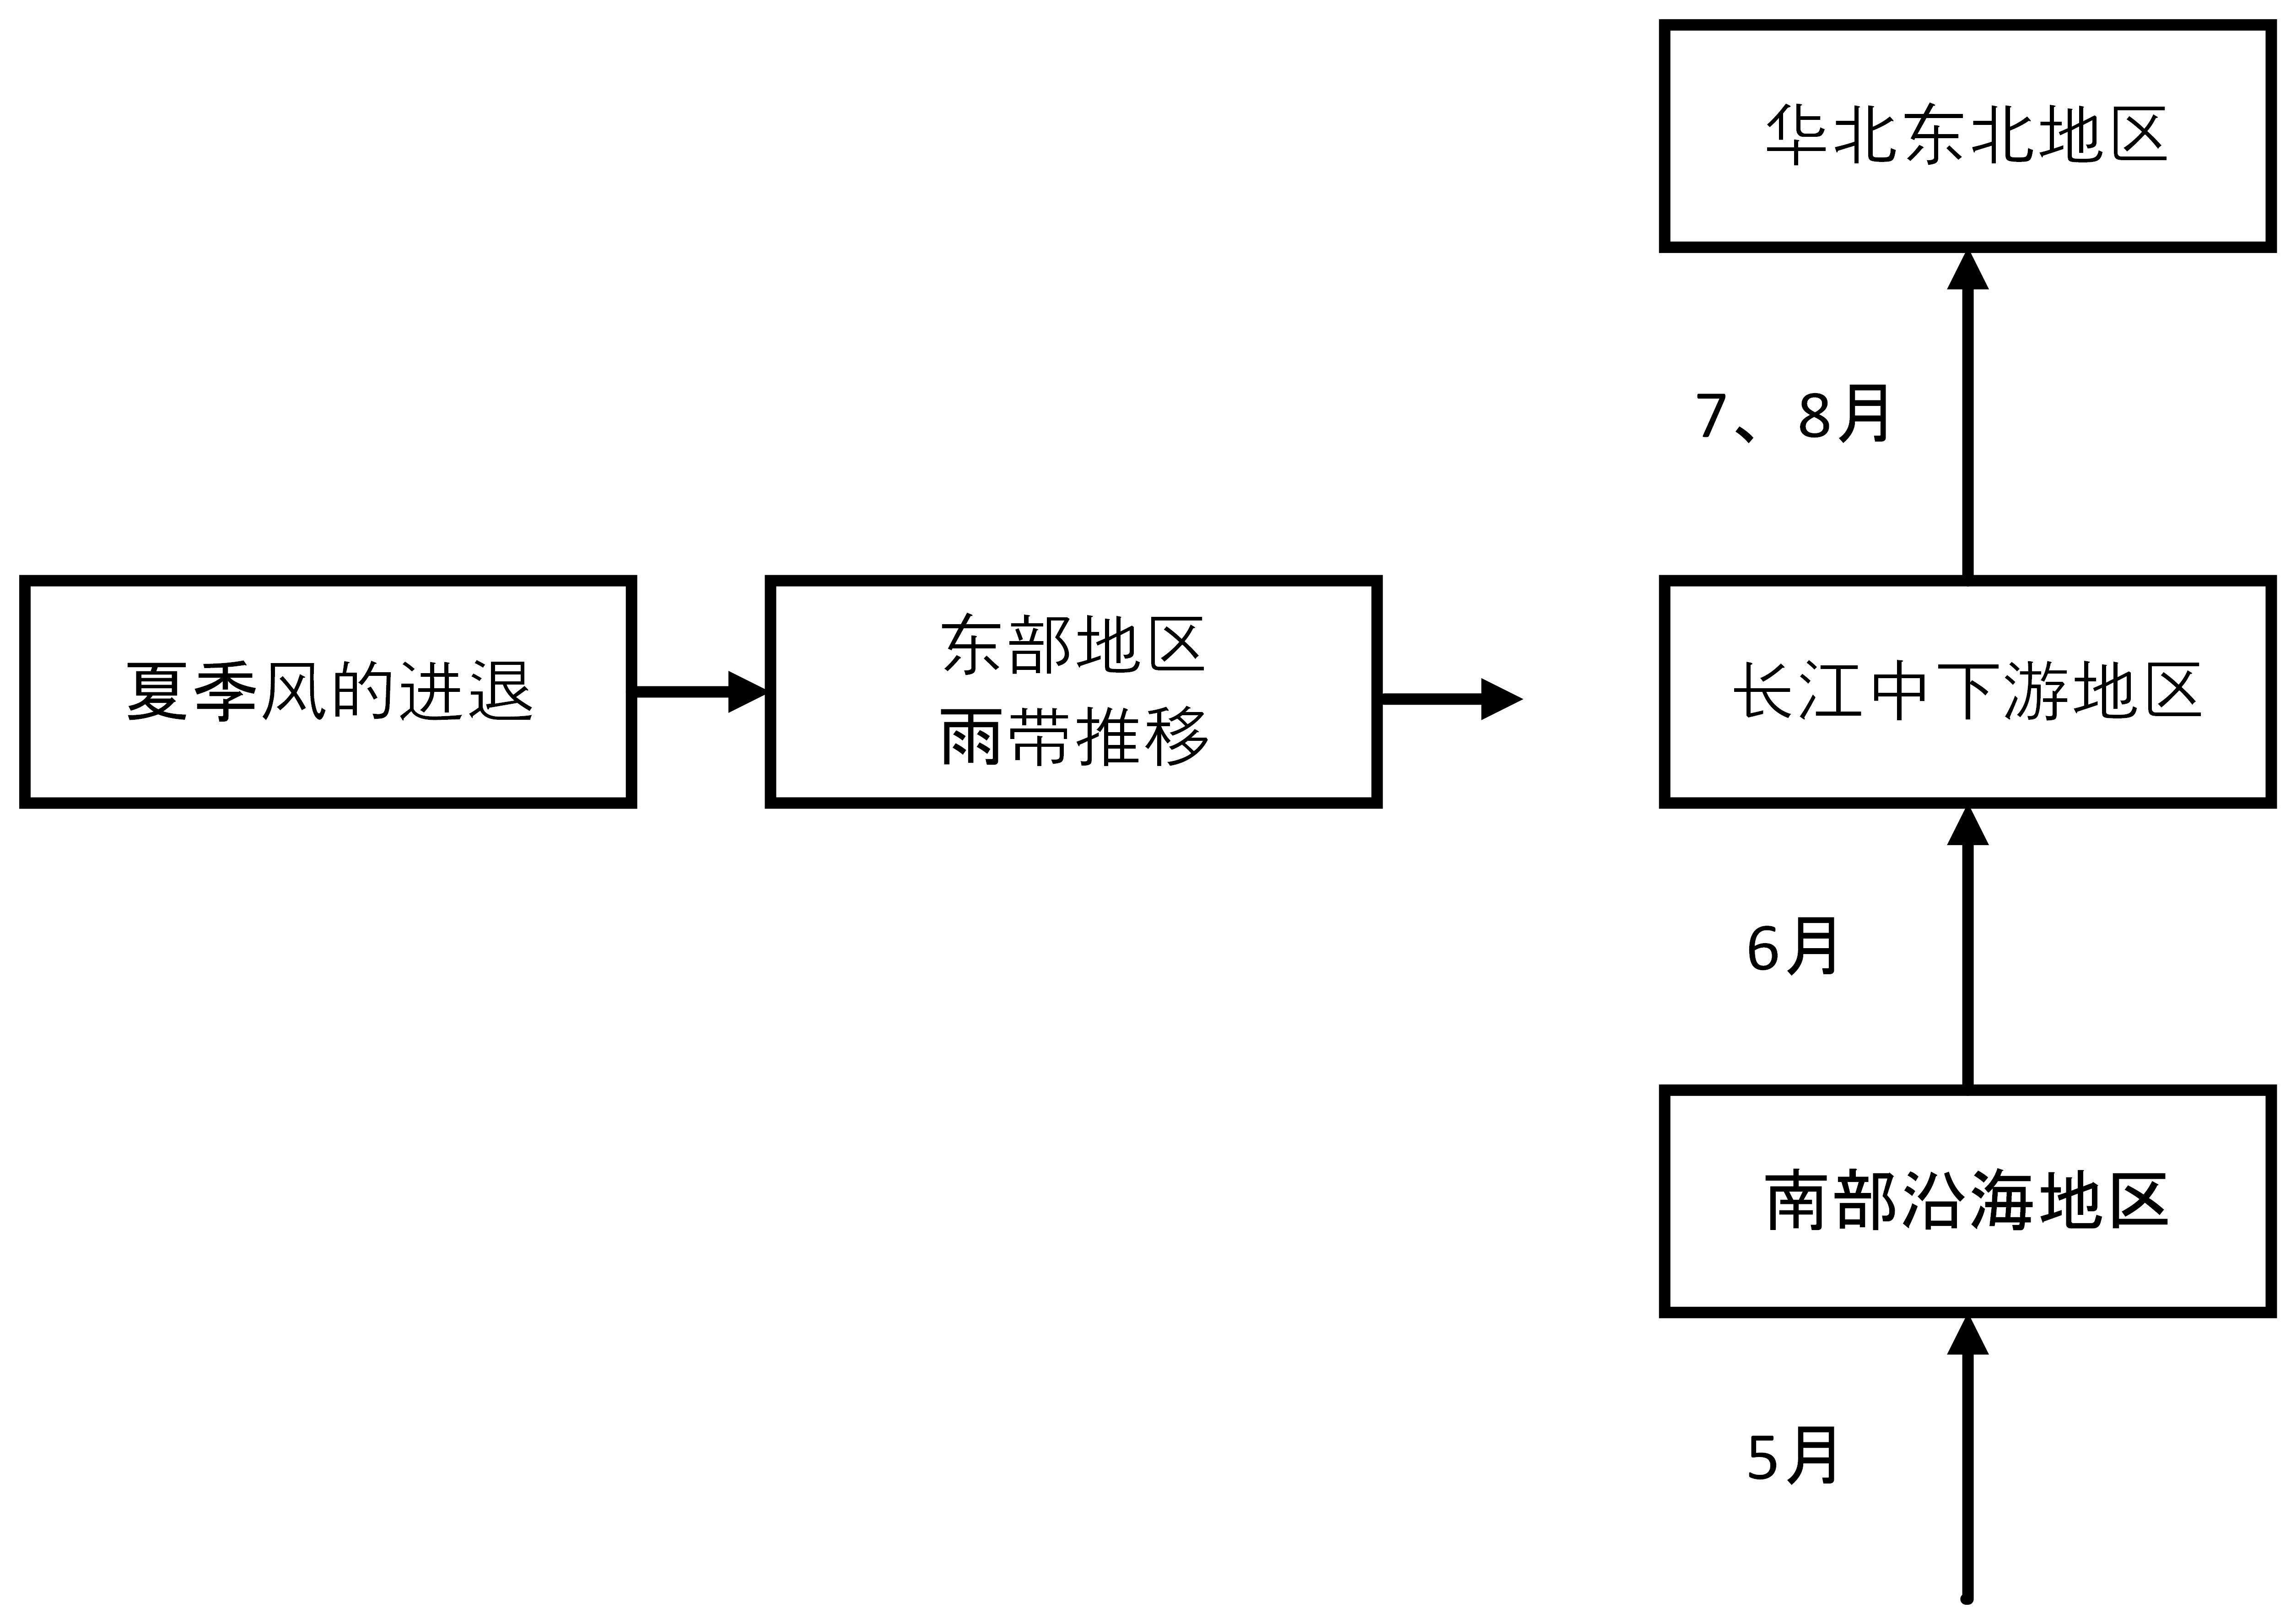 华北东北地区
7、8月
夏季风的进退
东部地区
雨带推移
长江中下游地区
6月
南部沿海地区
5月